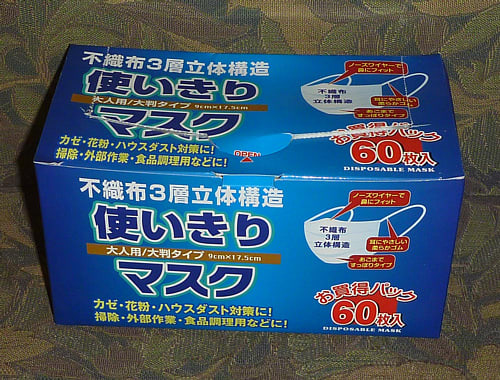 不織布3層立体構造
使いきり
大人用/大判タイプ 9cm×17.5cm
マスク
カゼ・花粉・ハウスダスト対策に!
掃除・外部作業・食品調理用などに!
ノーズワイヤーで
鼻にフィット
不織布
3層
立体構造
耳にやさしい
柔らかゴム
あごまで
すっぽりタイプ
お買得パック
60枚入
DISPOSABLE MASK
OPEN
不織布3層立体構造
使いきり
大人用/大判タイプ 9cm×17.5cm
マスク
カゼ・花粉・ハウスダスト対策に!
掃除・外部作業・食品調理用などに!
ノーズワイヤーで
鼻にフィット
不織布
3層
立体構造
耳にやさしい
柔らかゴム
あごまで
すっぽりタイプ
お買得パック
60枚入
DISPOSABLE MASK